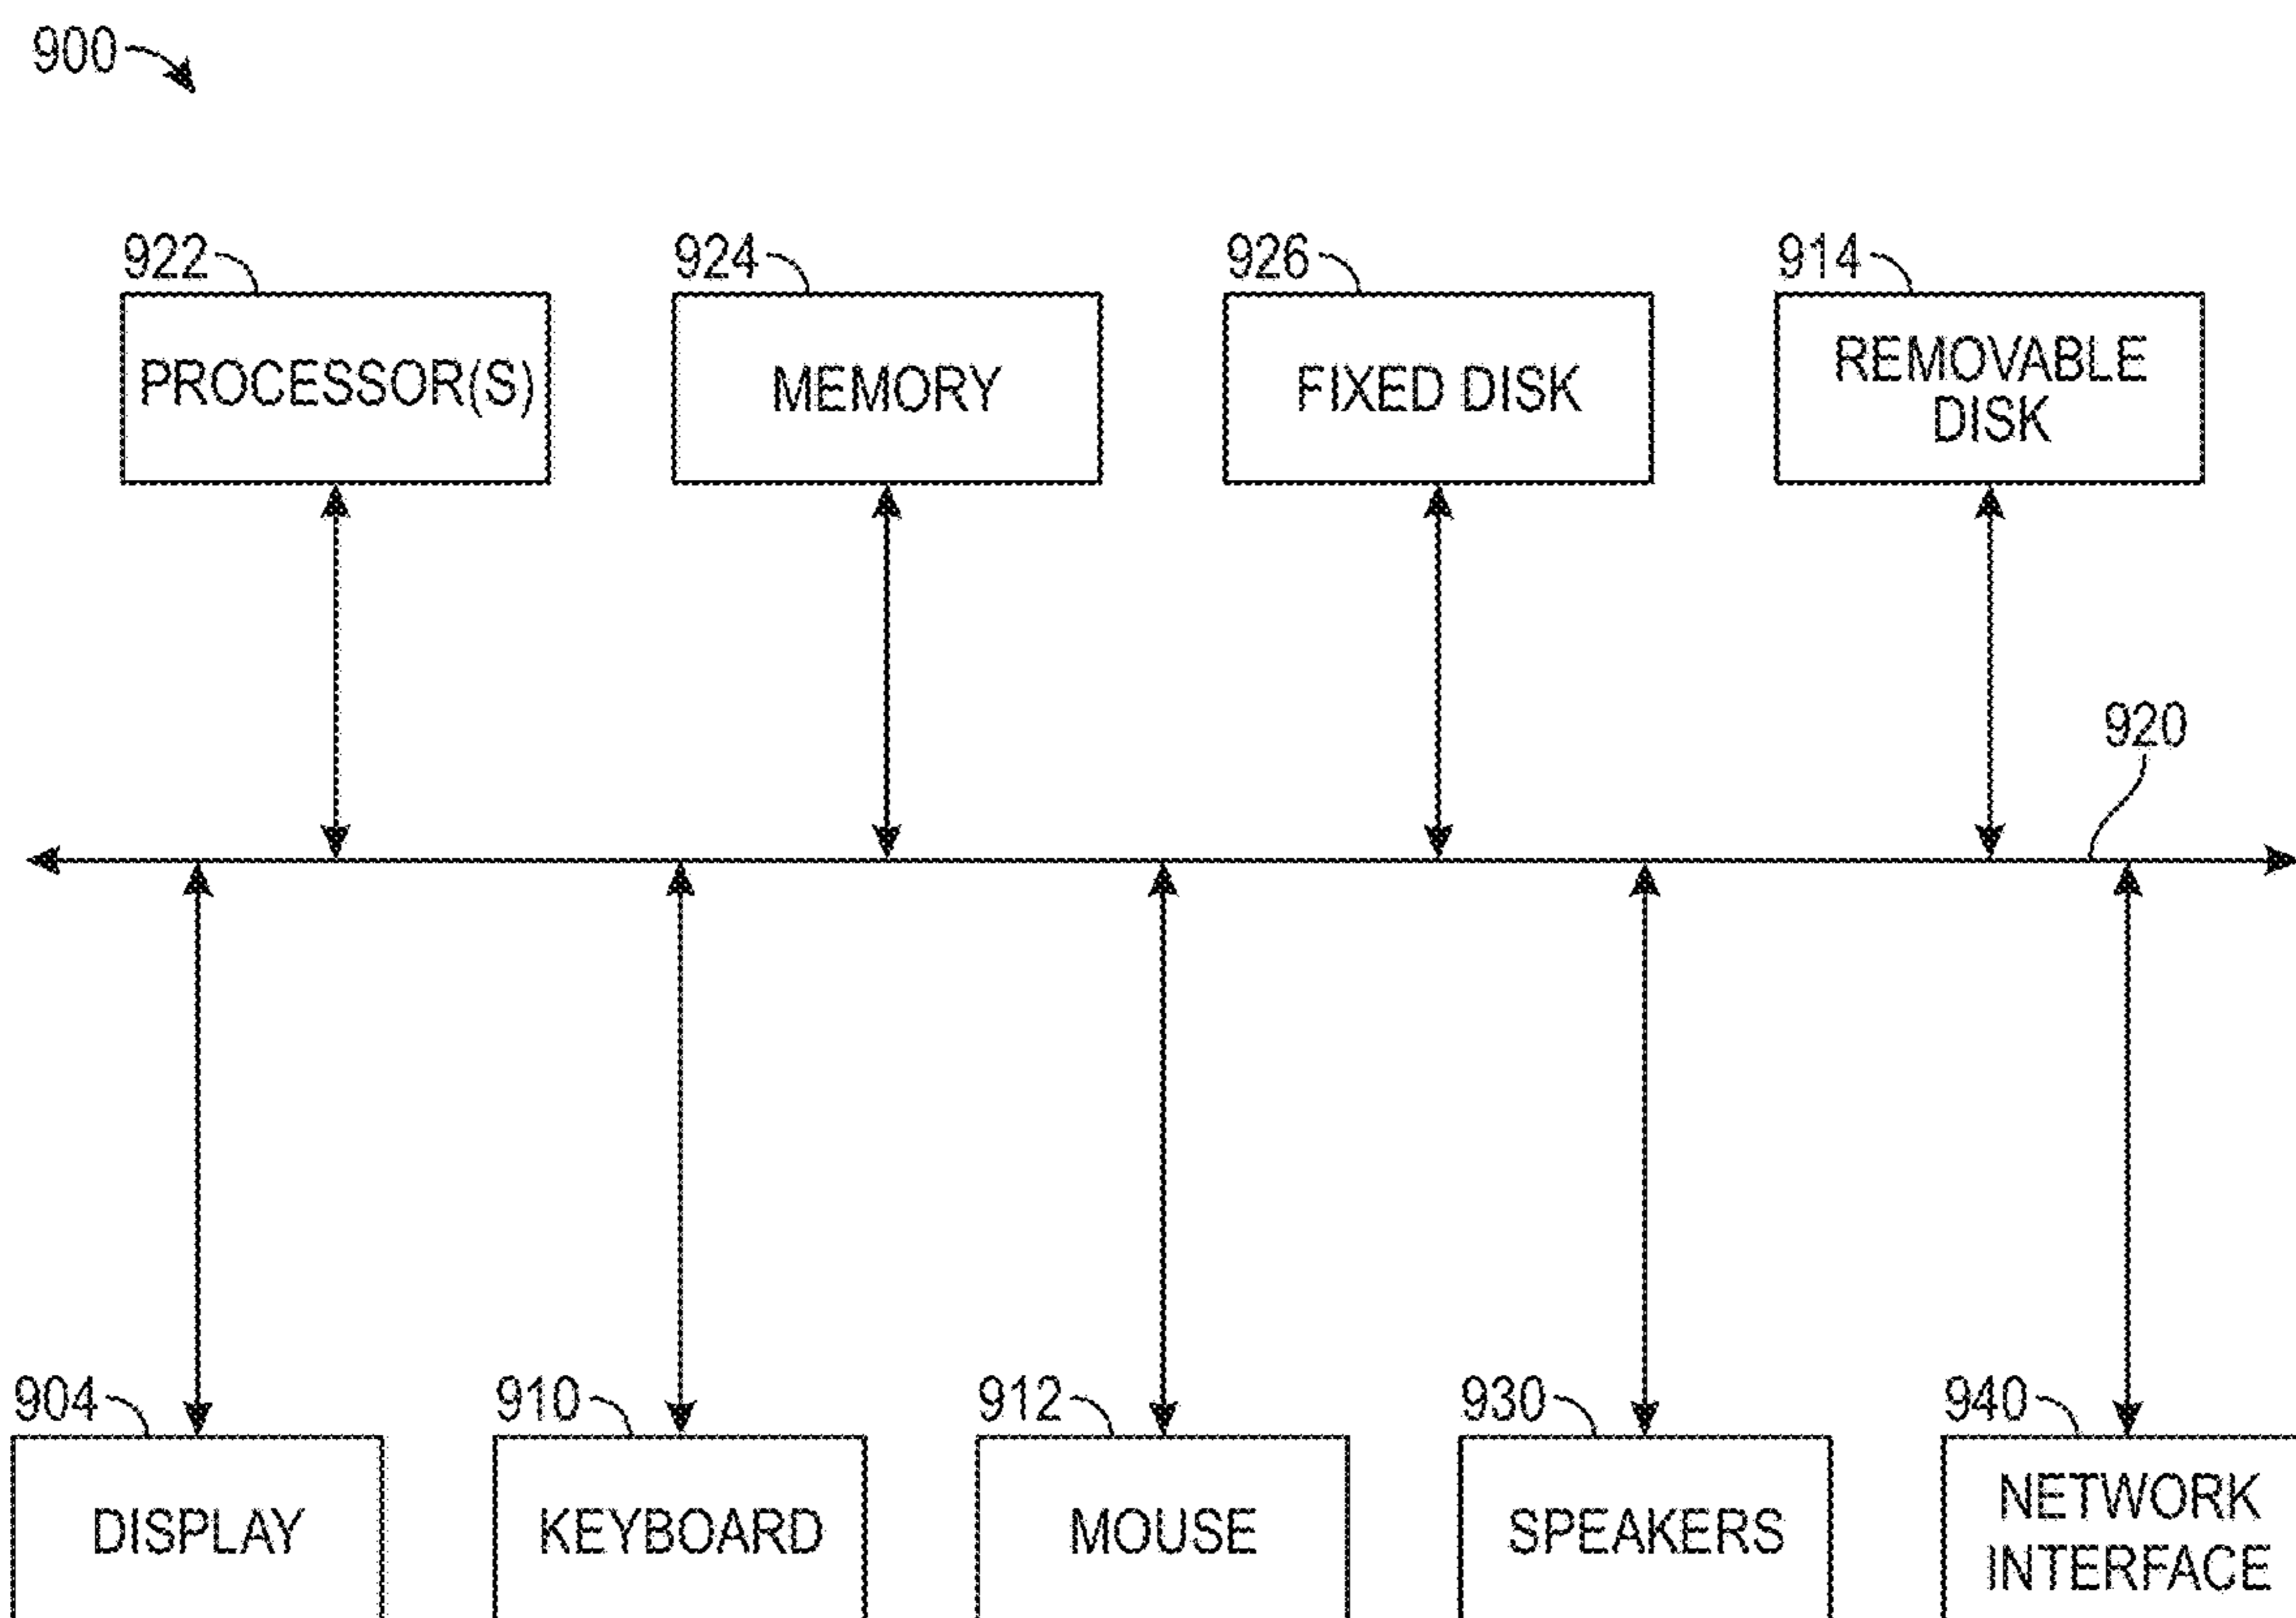 900
922
924
926
914
PROCESSOR(S)
MEMORY
FIXED DISK
REMOVABLE
DISK
920
904
910
912
930
940
DISPLAY
KEYBOARD
MOUSE
SPEAKERS
NETWORK
INTERFACE